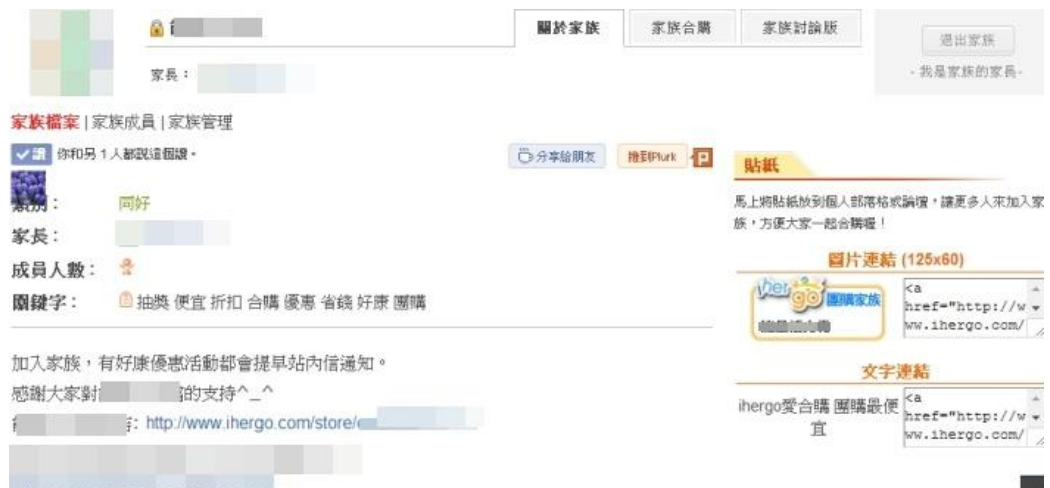 關於家族 家族合購 家族討論版
退出家族
家長：
- 我是家族的家長-
家族檔案 | 家族成員 | 家族管理
讚 你和另 1 人都說這個讚。
分享給朋友 推到Plurk
類別： 同好
家長：
成員人數：
關鍵字： 抽獎 便宜 折扣 合購 優惠 省錢 好康 團購
加入家族，有好康優惠活動都會提早站內信通知。
感謝大家對 的支持^_^
: http://www.ihergo.com/store/
貼紙
馬上將貼紙放到個人部落格或論壇，讓更多人來加入家
族，方便大家一起合購喔！
圖片連結 (125x60)
ihergo 團購家族
<a
href="http://w
ww.ihergo.com/
文字連結
ihergo愛合購 團購最便
宜
<a
href="http://w
ww.ihergo.com/